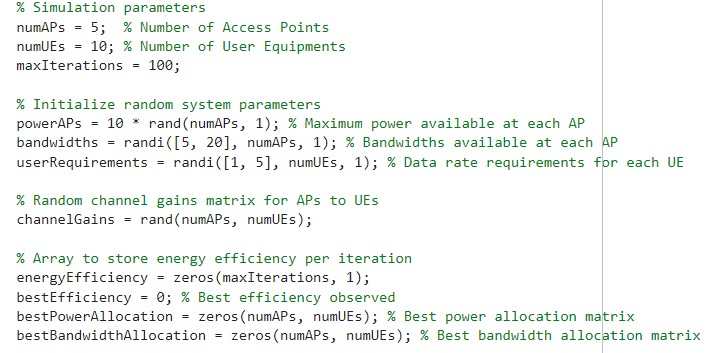 % Simulation parameters
numAPs = 5;  % Number of Access Points
numUEs = 10; % Number of User Equipments
maxIterations = 100;

% Initialize random system parameters
powerAPs = 10 * rand(numAPs, 1); % Maximum power available at each AP
bandwidths = randi([5, 20], numAPs, 1); % Bandwidths available at each AP
userRequirements = randi([1, 5], numUEs, 1); % Data rate requirements for each UE

% Random channel gains matrix for APs to UEs
channelGains = rand(numAPs, numUEs);

% Array to store energy efficiency per iteration
energyEfficiency = zeros(maxIterations, 1);
bestEfficiency = 0; % Best efficiency observed
bestPowerAllocation = zeros(numAPs, numUEs); % Best power allocation matrix
bestBandwidthAllocation = zeros(numAPs, numUEs); % Best bandwidth allocation matrix